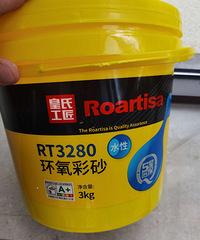 皇氏
工匠
Roartisa
The Roartisa is Quality Assurance
RT3280
水性
环氧彩砂
A+
净含量:
3kg